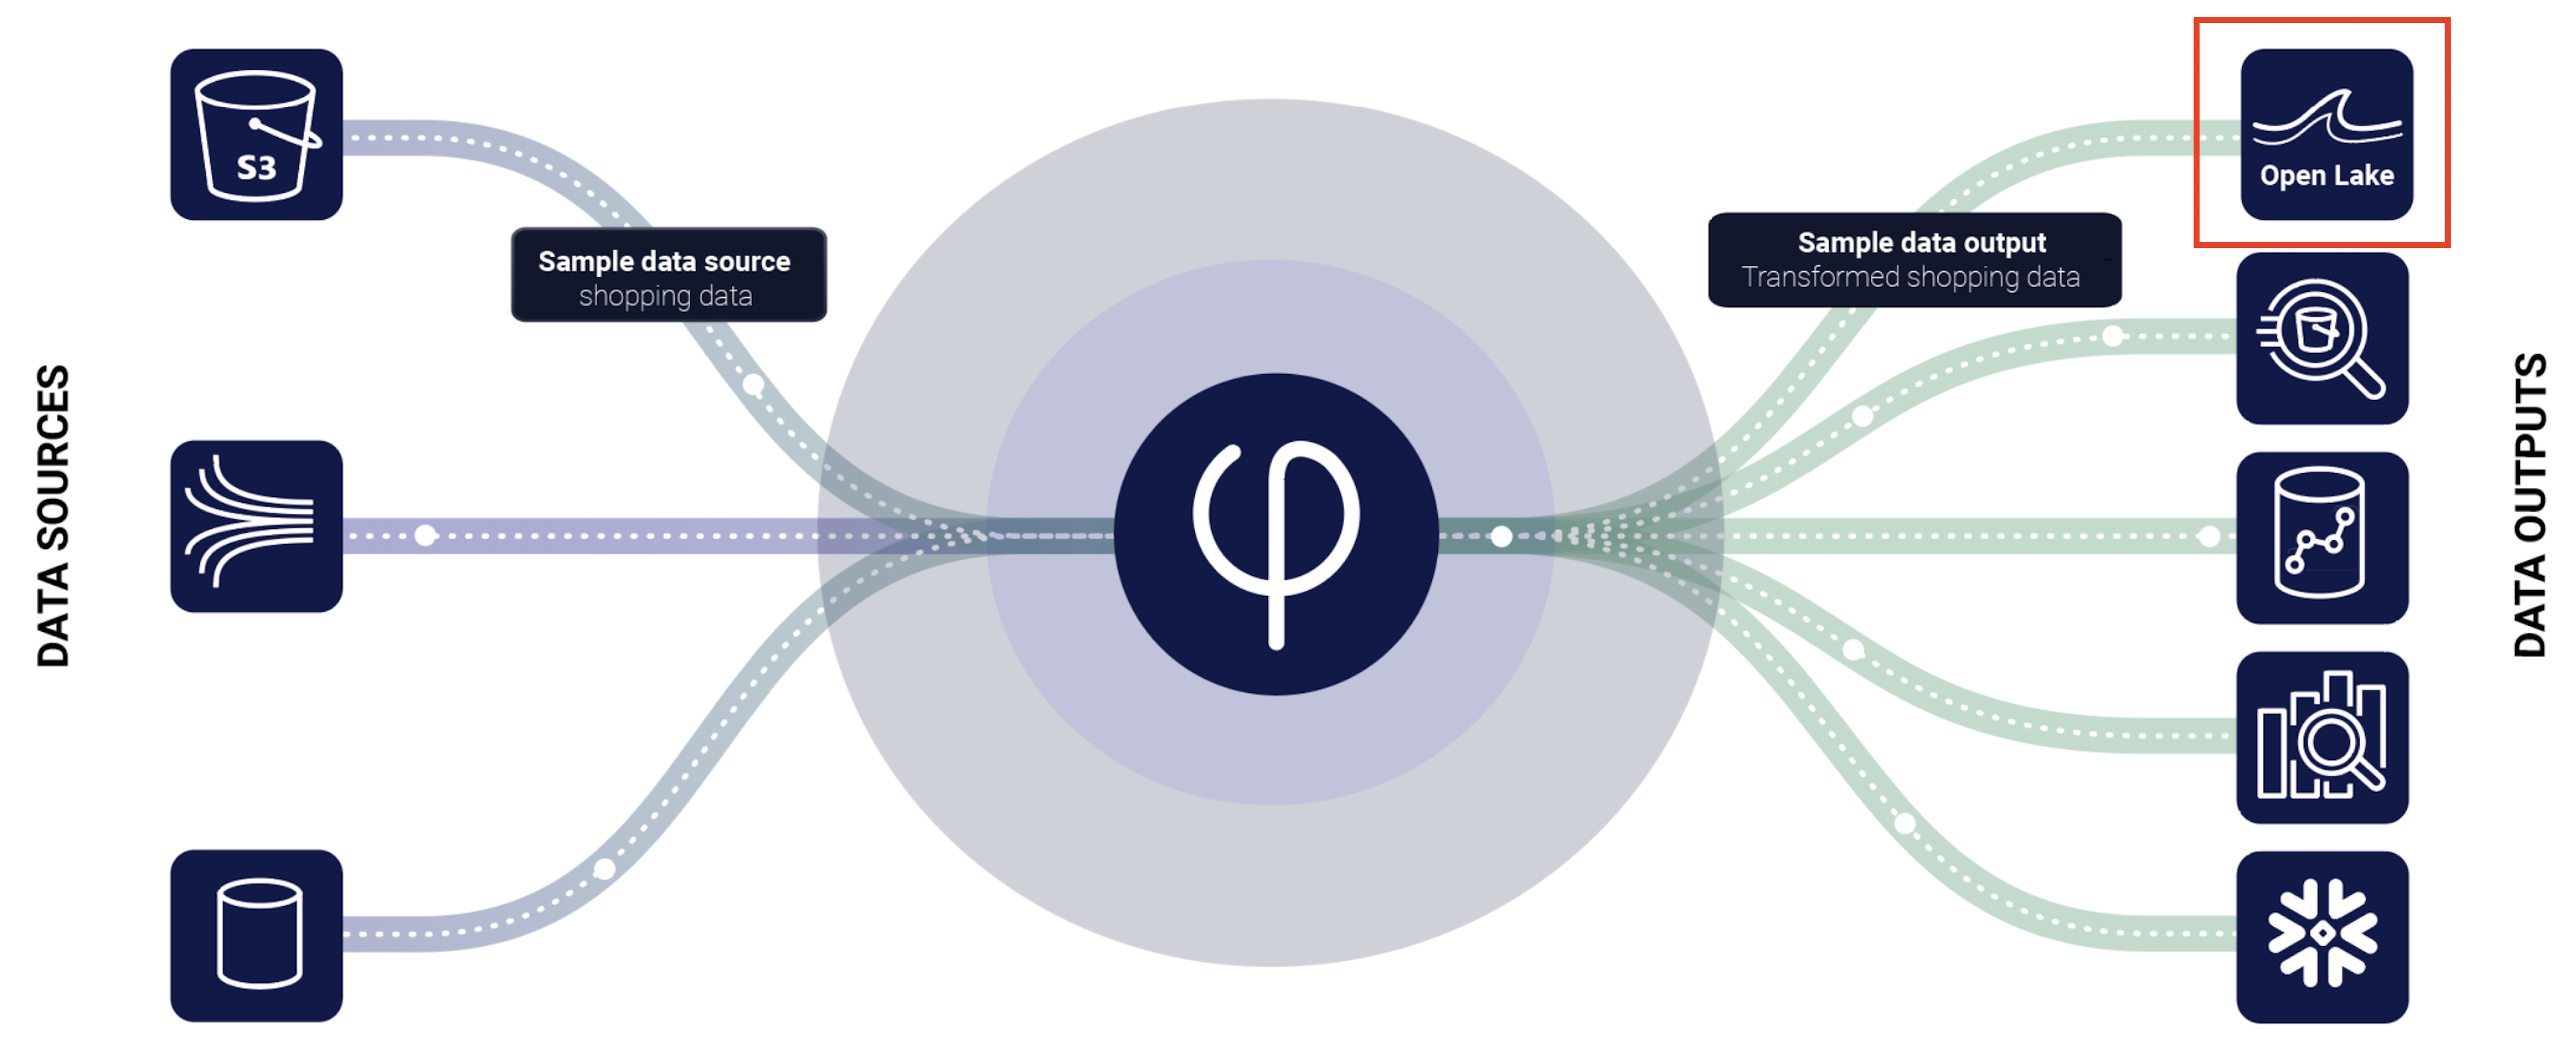 DATA SOURCES
S3
Sample data source
shopping data
φ
Sample data output
Transformed shopping data
Open Lake
DATA OUTPUTS